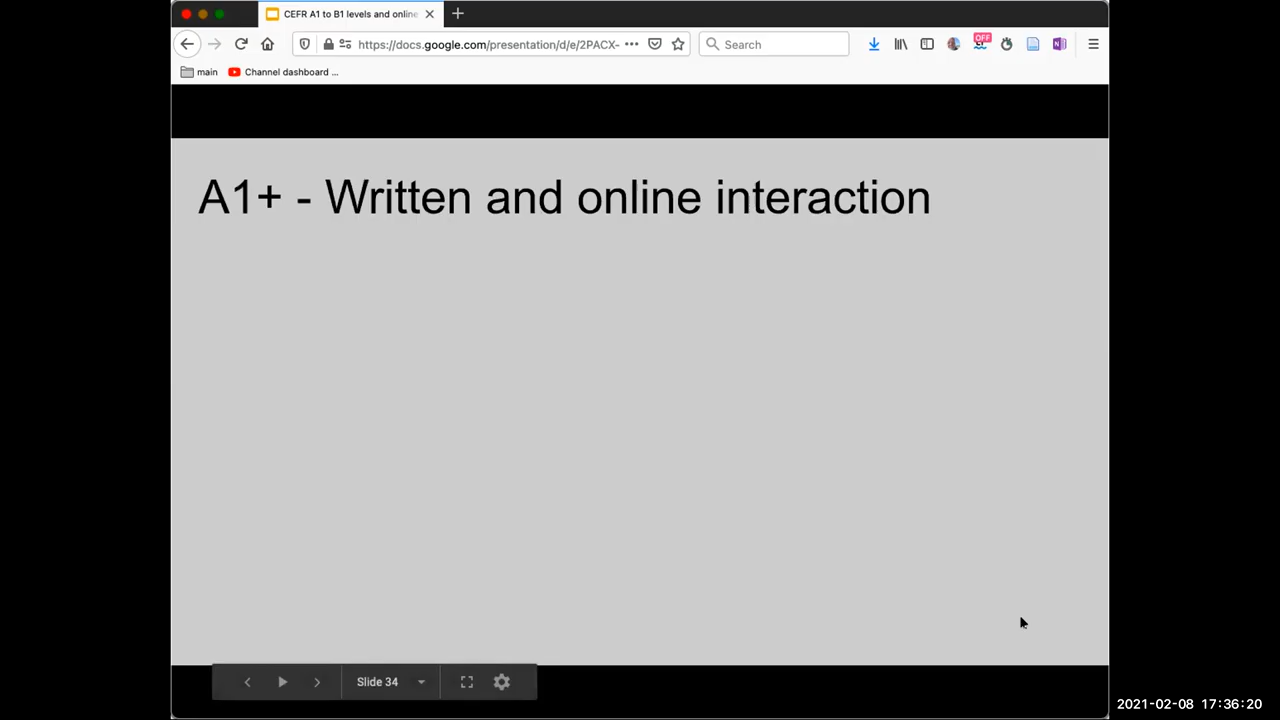 CEFR A1 to B1 levels and online
https://docs.google.com/presentation/d/e/2PACX-
Search
OFF
main
Channel dashboard ...
A1+ - Written and online interaction
Slide 34
2021-02-08 17:36:20